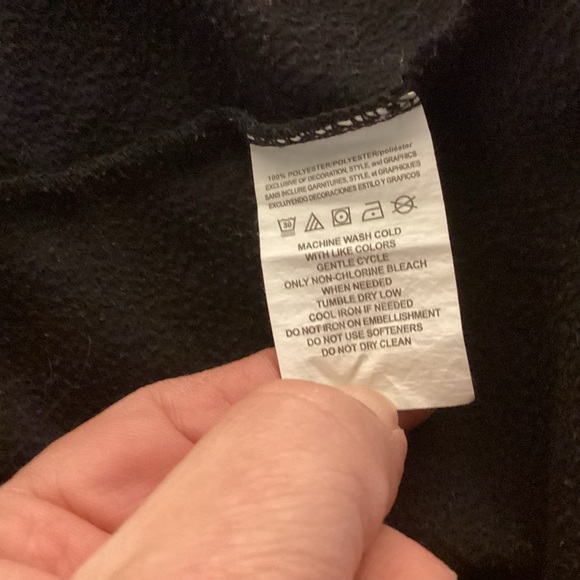 100% POLYESTER/POLYESTER/poliéster
EXCLUSIVE OF DECORATION, STYLE, and GRAPHICS
SANS INCLURE GARNITURES, STYLE, et GRAPHIQUES
EXCLUYENDO DECORACIONES ESTILO Y GRAFICOS
30
MACHINE WASH COLD
WITH LIKE COLORS
GENTLE CYCLE
ONLY NON-CHLORINE BLEACH
WHEN NEEDED
TUMBLE DRY LOW
COOL IRON IF NEEDED
DO NOT IRON ON EMBELLISHMENT
DO NOT USE SOFTENERS
DO NOT DRY CLEAN